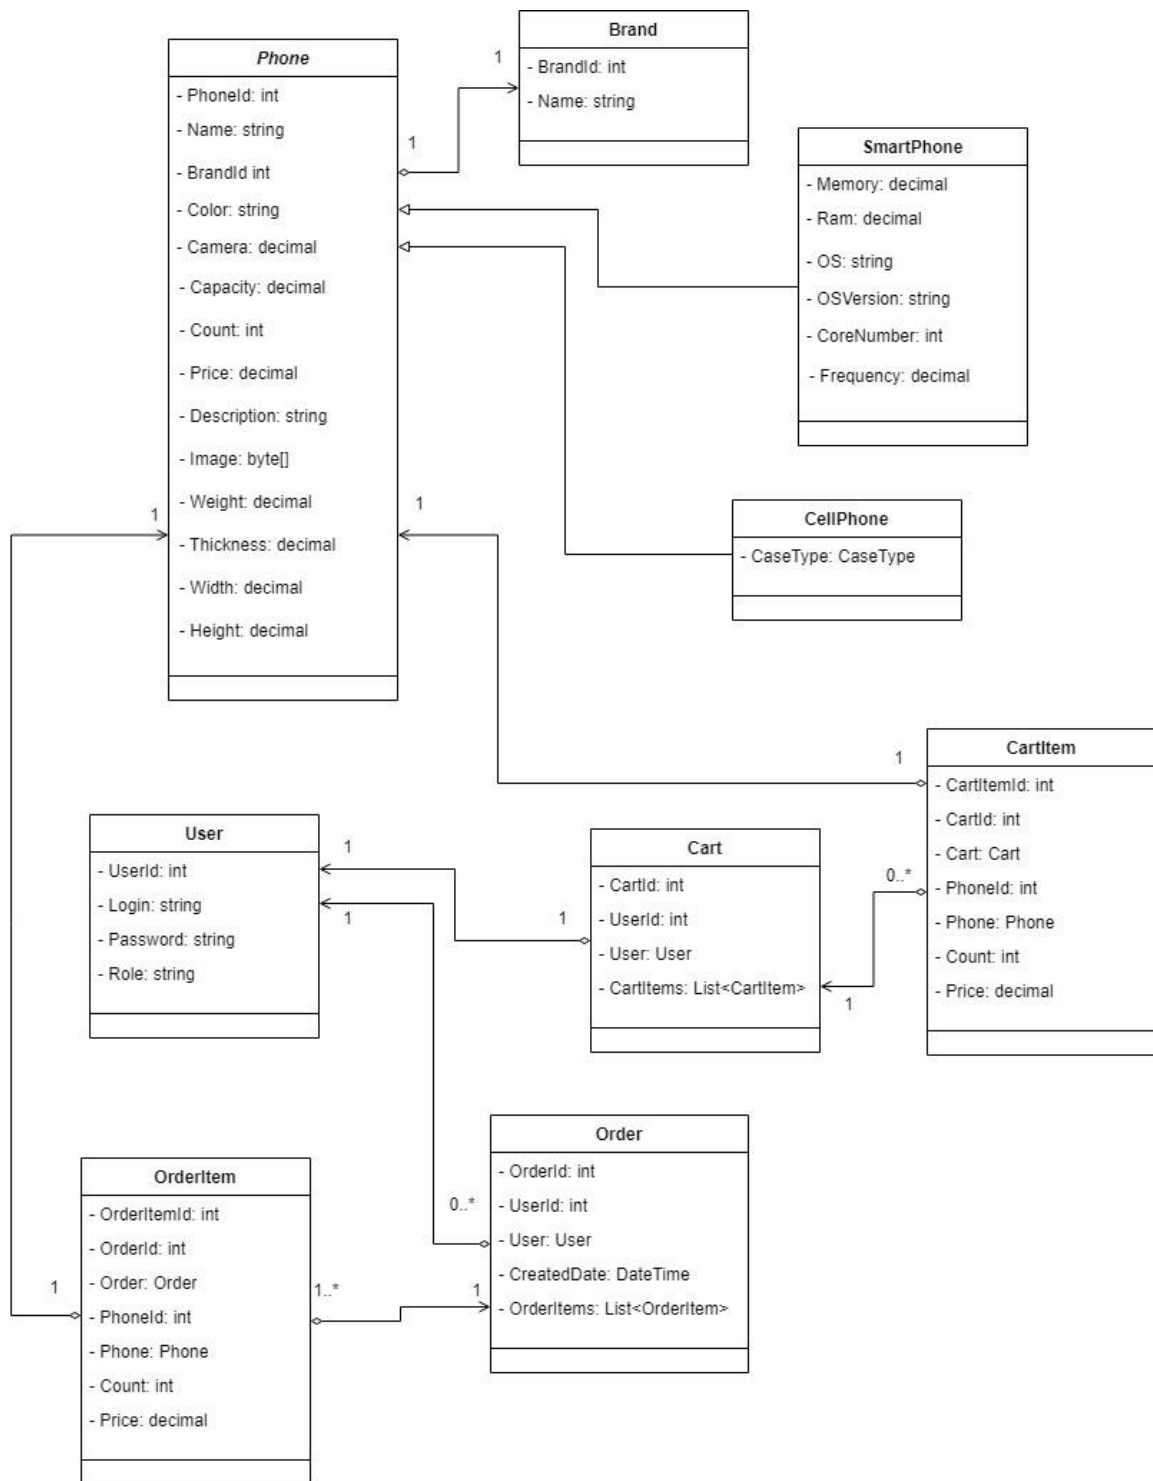 Phone
- PhoneId: int
- Name: string
- BrandId int
- Color: string
- Camera: decimal
- Capacity: decimal
- Count: int
- Price: decimal
- Description: string
- Image: byte[]
- Weight: decimal
- Thickness: decimal
- Width: decimal
- Height: decimal
1
1
Brand
- BrandId: int
- Name: string
SmartPhone
- Memory: decimal
- Ram: decimal
- OS: string
- OSVersion: string
- CoreNumber: int
- Frequency: decimal
1
1
CellPhone
- CaseType: CaseType
CartItem
- CartItemId: int
- CartId: int
- Cart: Cart
- PhoneId: int
- Phone: Phone
- Count: int
- Price: decimal
1
0..*
User
- UserId: int
- Login: string
- Password: string
- Role: string
1
1
1
Cart
- CartId: int
- UserId: int
- User: User
- CartItems: List<CartItem>
1
Order
- OrderId: int
- UserId: int
- User: User
- CreatedDate: DateTime
- OrderItems: List<OrderItem>
0..*
1
OrderItem
- OrderItemId: int
- OrderId: int
- Order: Order
- PhoneId: int
- Phone: Phone
- Count: int
- Price: decimal
1
1..*